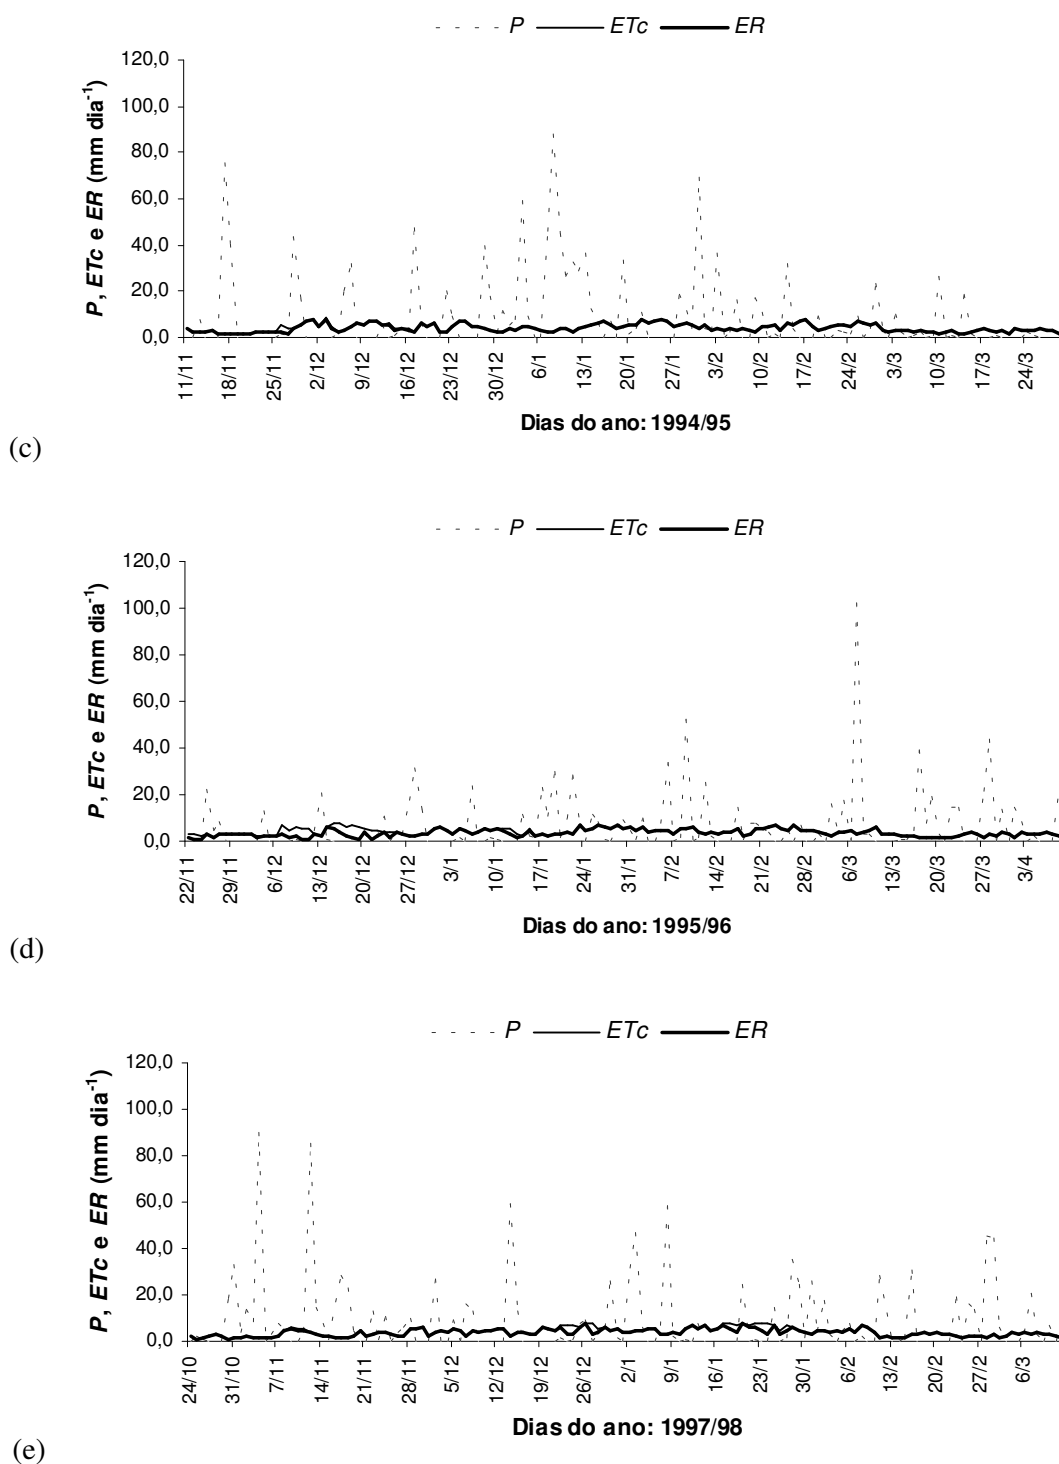 P ETc ER
120,0
100,0
80,0
60,0
40,0
20,0
0,0
P, ETc e ER (mm dia-1)
11/11 18/11 25/11 2/12 9/12 16/12 23/12 30/12 6/1 13/1 20/1 27/1 3/2 10/2 17/2 24/2 3/3 10/3 17/3 24/3
Dias do ano: 1994/95
(c)
P ETc ER
120,0
100,0
80,0
60,0
40,0
20,0
0,0
P, ETc e ER (mm dia-1)
22/11 29/11 6/12 13/12 20/12 27/12 3/1 10/1 17/1 24/1 31/1 7/2 14/2 21/2 28/2 6/3 13/3 20/3 27/3 3/4
Dias do ano: 1995/96
(d)
P ETc ER
120,0
100,0
80,0
60,0
40,0
20,0
0,0
P, ETc e ER (mm dia-1)
24/10 31/10 7/11 14/11 21/11 28/11 5/12 12/12 19/12 26/12 2/1 9/1 16/1 23/1 30/1 6/2 13/2 20/2 27/2 6/3
Dias do ano: 1997/98
(e)